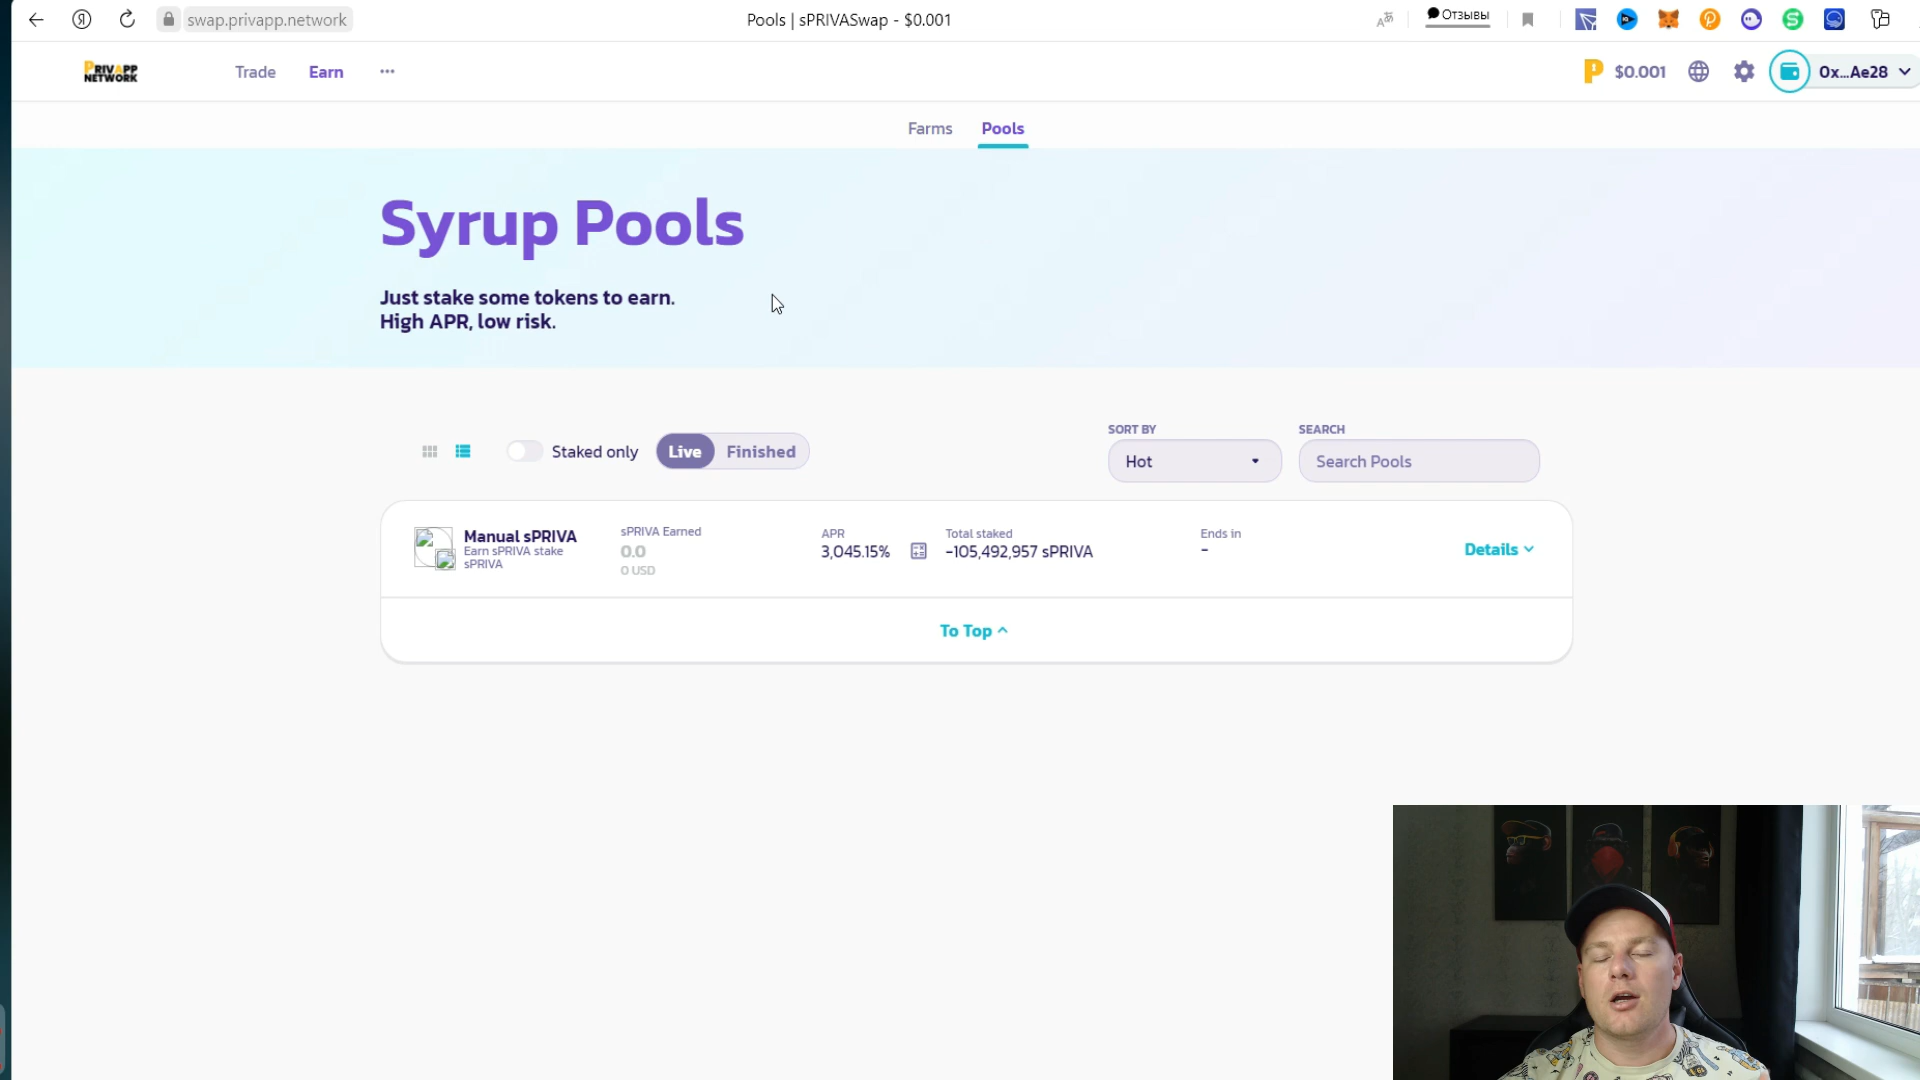 swap.privapp.network
Pools | sPRIVASwap - $0.001
Отзывы
PRIVAPP
NETWORK
Trade
Earn
$0.001
0x...Ae28
Farms
Pools
Syrup Pools
Just stake some tokens to earn.
High APR, low risk.
Staked only
Live
Finished
SORT BY
Hot
SEARCH
Search Pools
Manual sPRIVA
Earn sPRIVA stake
sPRIVA
sPRIVA Earned
0.0
0 USD
APR
3,045.15%
Total staked
-105,492,957 sPRIVA
Ends in
-
Details
To Top